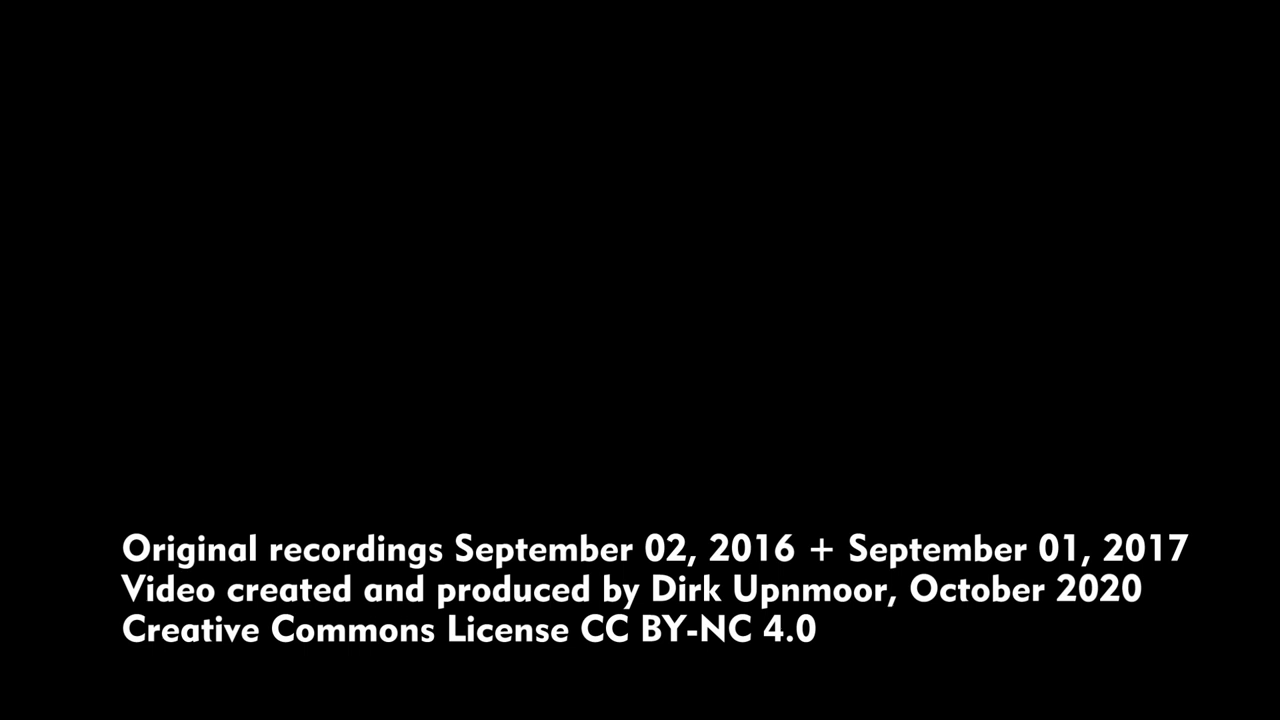 Original recordings September 02, 2016 + September 01, 2017
Video created and produced by Dirk Upnmoor, October 2020
Creative Commons License CC BY-NC 4.0